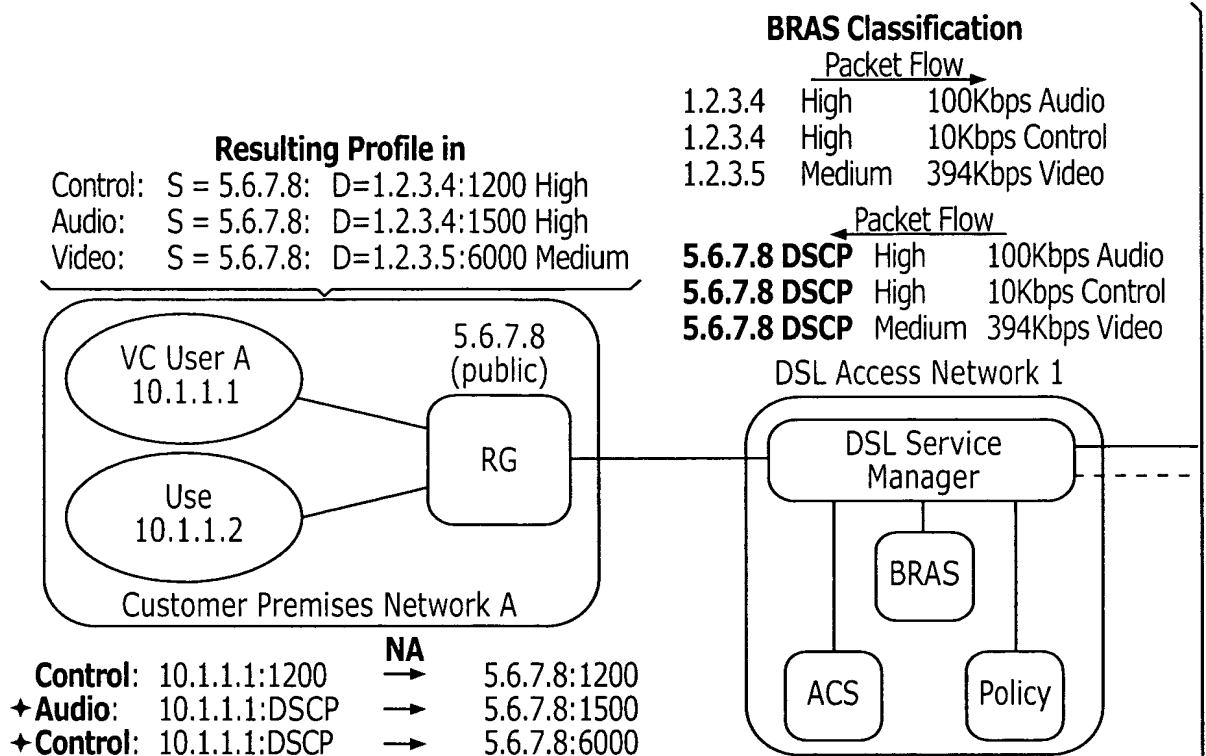 BRAS Classification
Packet Flow
1.2.3.4 High 100Kbps Audio
1.2.3.4 High 10Kbps Control
1.2.3.5 Medium 394Kbps Video
Resulting Profile in
Control: S = 5.6.7.8: D=1.2.3.4:1200 High
Audio: S = 5.6.7.8: D=1.2.3.4:1500 High
Video: S = 5.6.7.8: D=1.2.3.5:6000 Medium
Packet Flow
5.6.7.8 DSCP High 100Kbps Audio
5.6.7.8 DSCP High 10Kbps Control
5.6.7.8 DSCP Medium 394Kbps Video
VC User A
10.1.1.1
5.6.7.8
(public)
RG
Use
10.1.1.2
Customer Premises Network A
DSL Access Network 1
DSL Service
Manager
BRAS
ACS
Policy
NA
Control: 10.1.1.1:1200 → 5.6.7.8:1200
✦Audio: 10.1.1.1:DSCP → 5.6.7.8:1500
✦Control: 10.1.1.1:DSCP → 5.6.7.8:6000